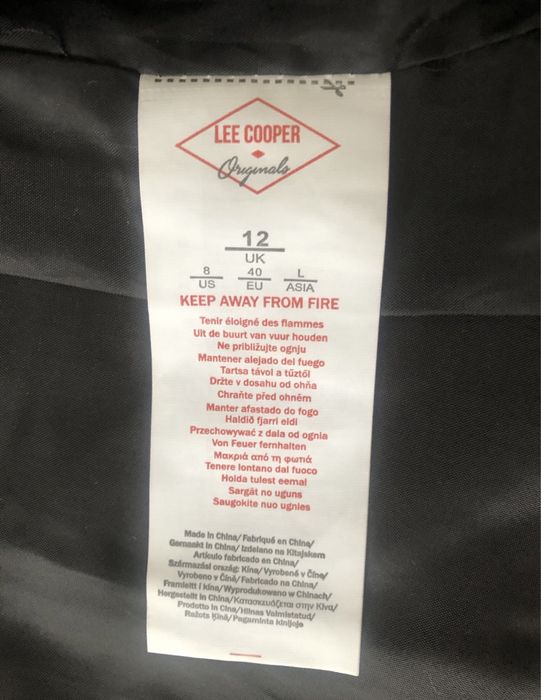 LEE COOPER
Originals
12
UK
8 40 L
US EU ASIA
KEEP AWAY FROM FIRE
Tenir éloigné des flammes
Uit de buurt van vuur houden
Ne približujte ognju
Mantener alejado del fuego
Tartsa távol a tűztől
Držte v dosahu od ohňa
Chraňte před ohněm
Manter afastado do fogo
Haldið fjarri eldi
Przechowywać z dala od ognia
Von Feuer fernhalten
Μακριά από τη φωτιά
Tenere lontano dal fuoco
Hoida tulest eemal
Sargāt no uguns
Saugokite nuo ugnies
Made in China/ Fabriqué en China/
Gemaakt in China/ Izdelano na Kitajskem
Artículo fabricado en China/
Származási ország: Kína/ Vyrobené v Číne/
Vyrobeno v Číně/ Fabricado na China/
Framleitt í kína/ Wyprodukowano w Chinach/
Hergestellt in China/ Κατασκευάζεται στην Κίνα/
Prodotto in Cina/ Hiinas Valmistatud/
Ražots Ķīnā/ Pagaminta kinijoje